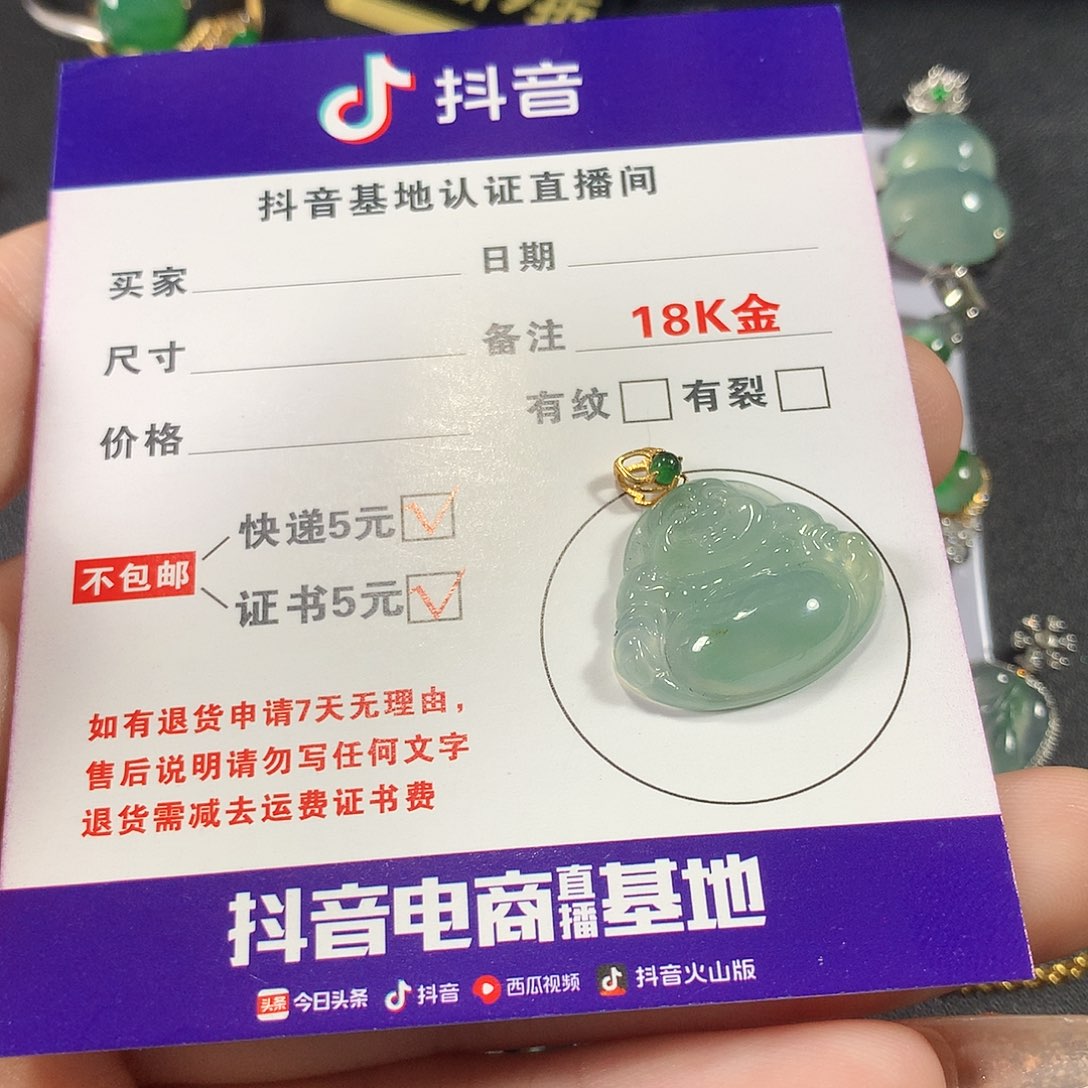 抖音
抖音基地认证直播间
买家
日期
尺寸
备注 18K金
价格
有纹 有裂
快递5元
不包邮
证书5元
如有退货申请7天无理由，
售后说明请勿写任何文字
退货需减去运费证书费
抖音电商直播基地
头条 今日头条 抖音 西瓜视频 抖音火山版